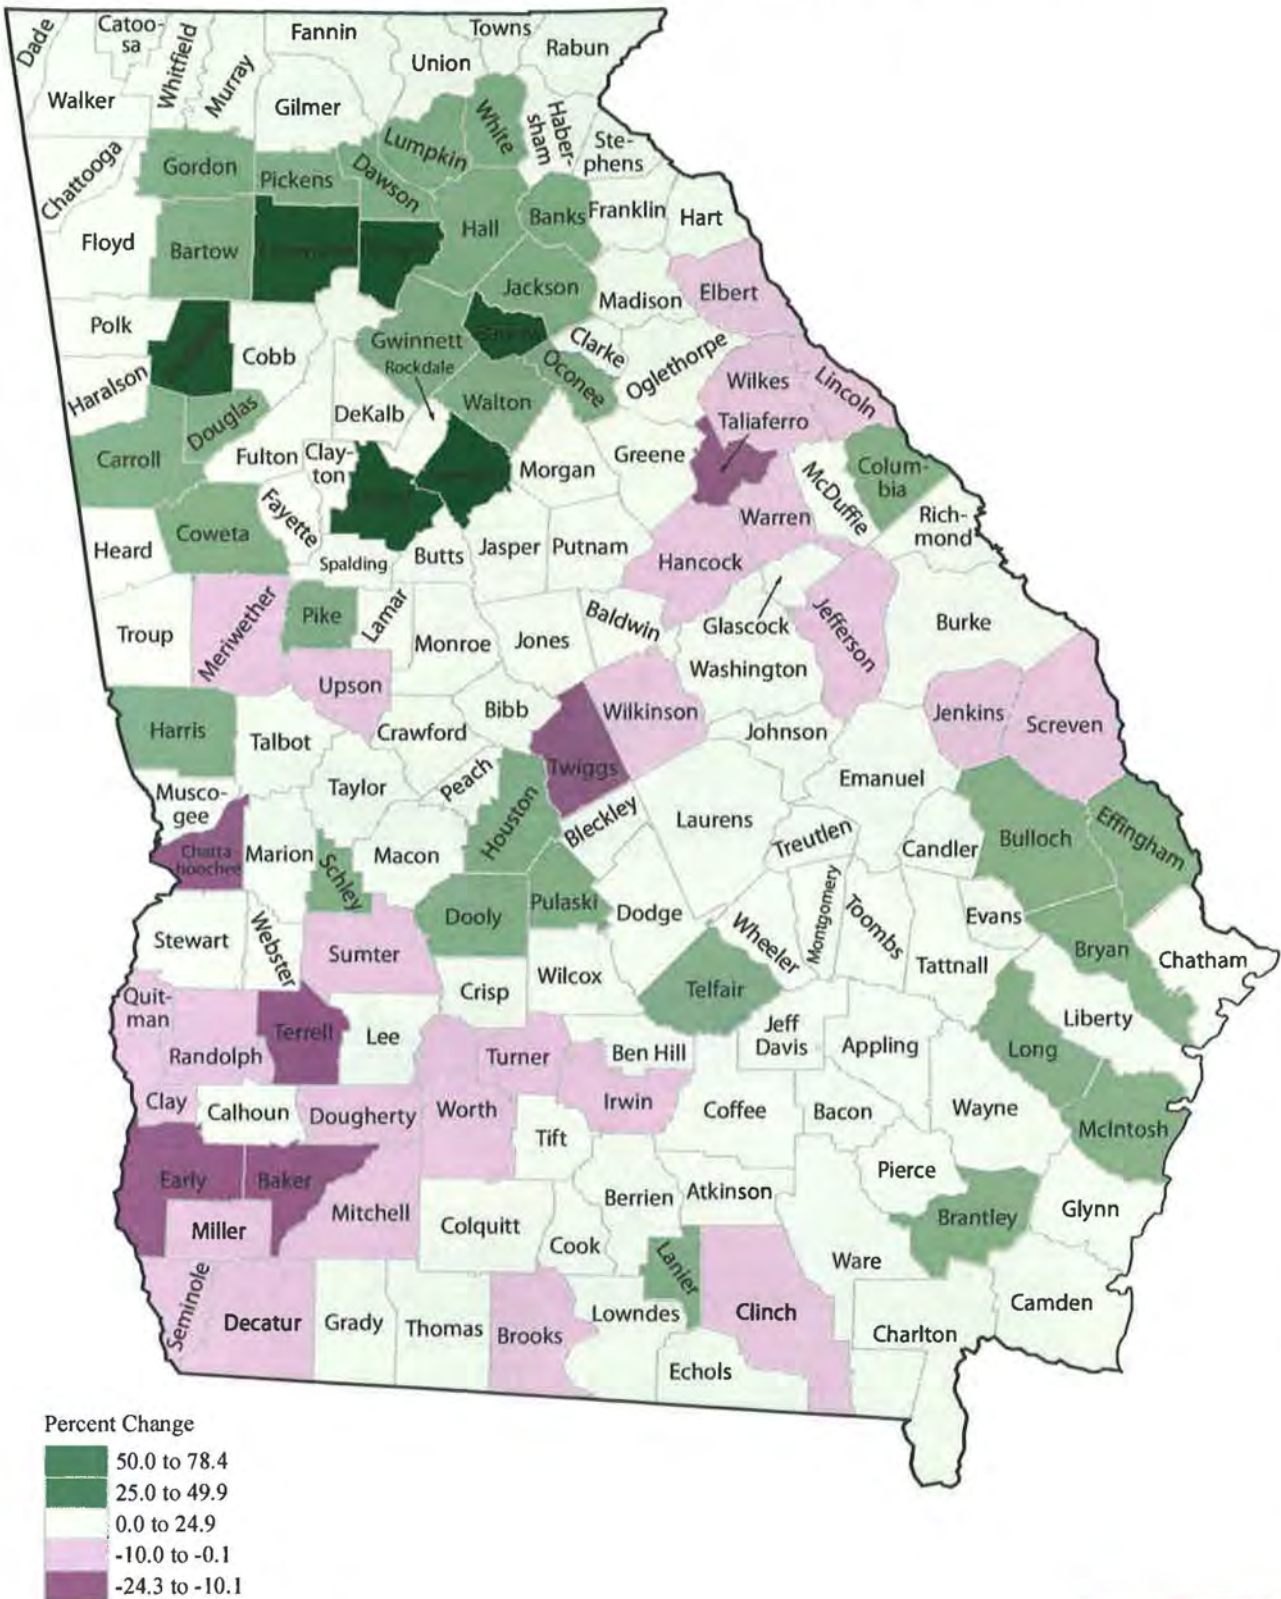 Dade
Catoo-
sa
Whitfield
Murray
Fannin
Towns
Union
Rabun
Walker
Gilmer
Lumpkin
White
Haber-
sham
Ste-
phens
Chattooga
Gordon
Pickens
Dawson
Floyd
Bartow
Hall
Banks
Franklin
Hart
Jackson
Madison
Elbert
Polk
Cobb
Gwinnett
Clarke
Oglethorpe
Haralson
Rockdale
Oconee
Wilkes
Lincoln
Douglas
DeKalb
Walton
Taliaferro
Carroll
Fulton
Clay-
ton
Morgan
Greene
McDuffie
Colum-
bia
Fayette
Warren
Rich-
mond
Heard
Coweta
Spalding
Butts
Jasper
Putnam
Hancock
Troup
Meriwether
Pike
Lamar
Monroe
Jones
Baldwin
Glascock
Jefferson
Burke
Washington
Upson
Harris
Talbot
Crawford
Bibb
Wilkinson
Johnson
Jenkins
Screven
Musco-
gee
Taylor
Peach
Twiggs
Emanuel
Chatta
hoochee
Marion
Schley
Macon
Houston
Bleckley
Laurens
Treutlen
Candler
Bulloch
Effingham
Stewart
Webster
Sumter
Dooly
Pulaski
Dodge
Wheeler
Montgomery
Toombs
Evans
Bryan
Chatham
Tattnall
Quit-
man
Randolph
Terrell
Lee
Crisp
Wilcox
Telfair
Jeff
Davis
Appling
Long
Liberty
Clay
Calhoun
Dougherty
Worth
Turner
Ben Hill
Irwin
Coffee
Bacon
Wayne
McIntosh
Tift
Early
Baker
Mitchell
Miller
Colquitt
Berrien
Atkinson
Pierce
Brantley
Glynn
Cook
Lanier
Ware
Seminole
Decatur
Grady
Thomas
Brooks
Lowndes
Clinch
Charlton
Camden
Echols
Percent Change
50.0 to 78.4
25.0 to 49.9
0.0 to 24.9
-10.0 to -0.1
-24.3 to -10.1